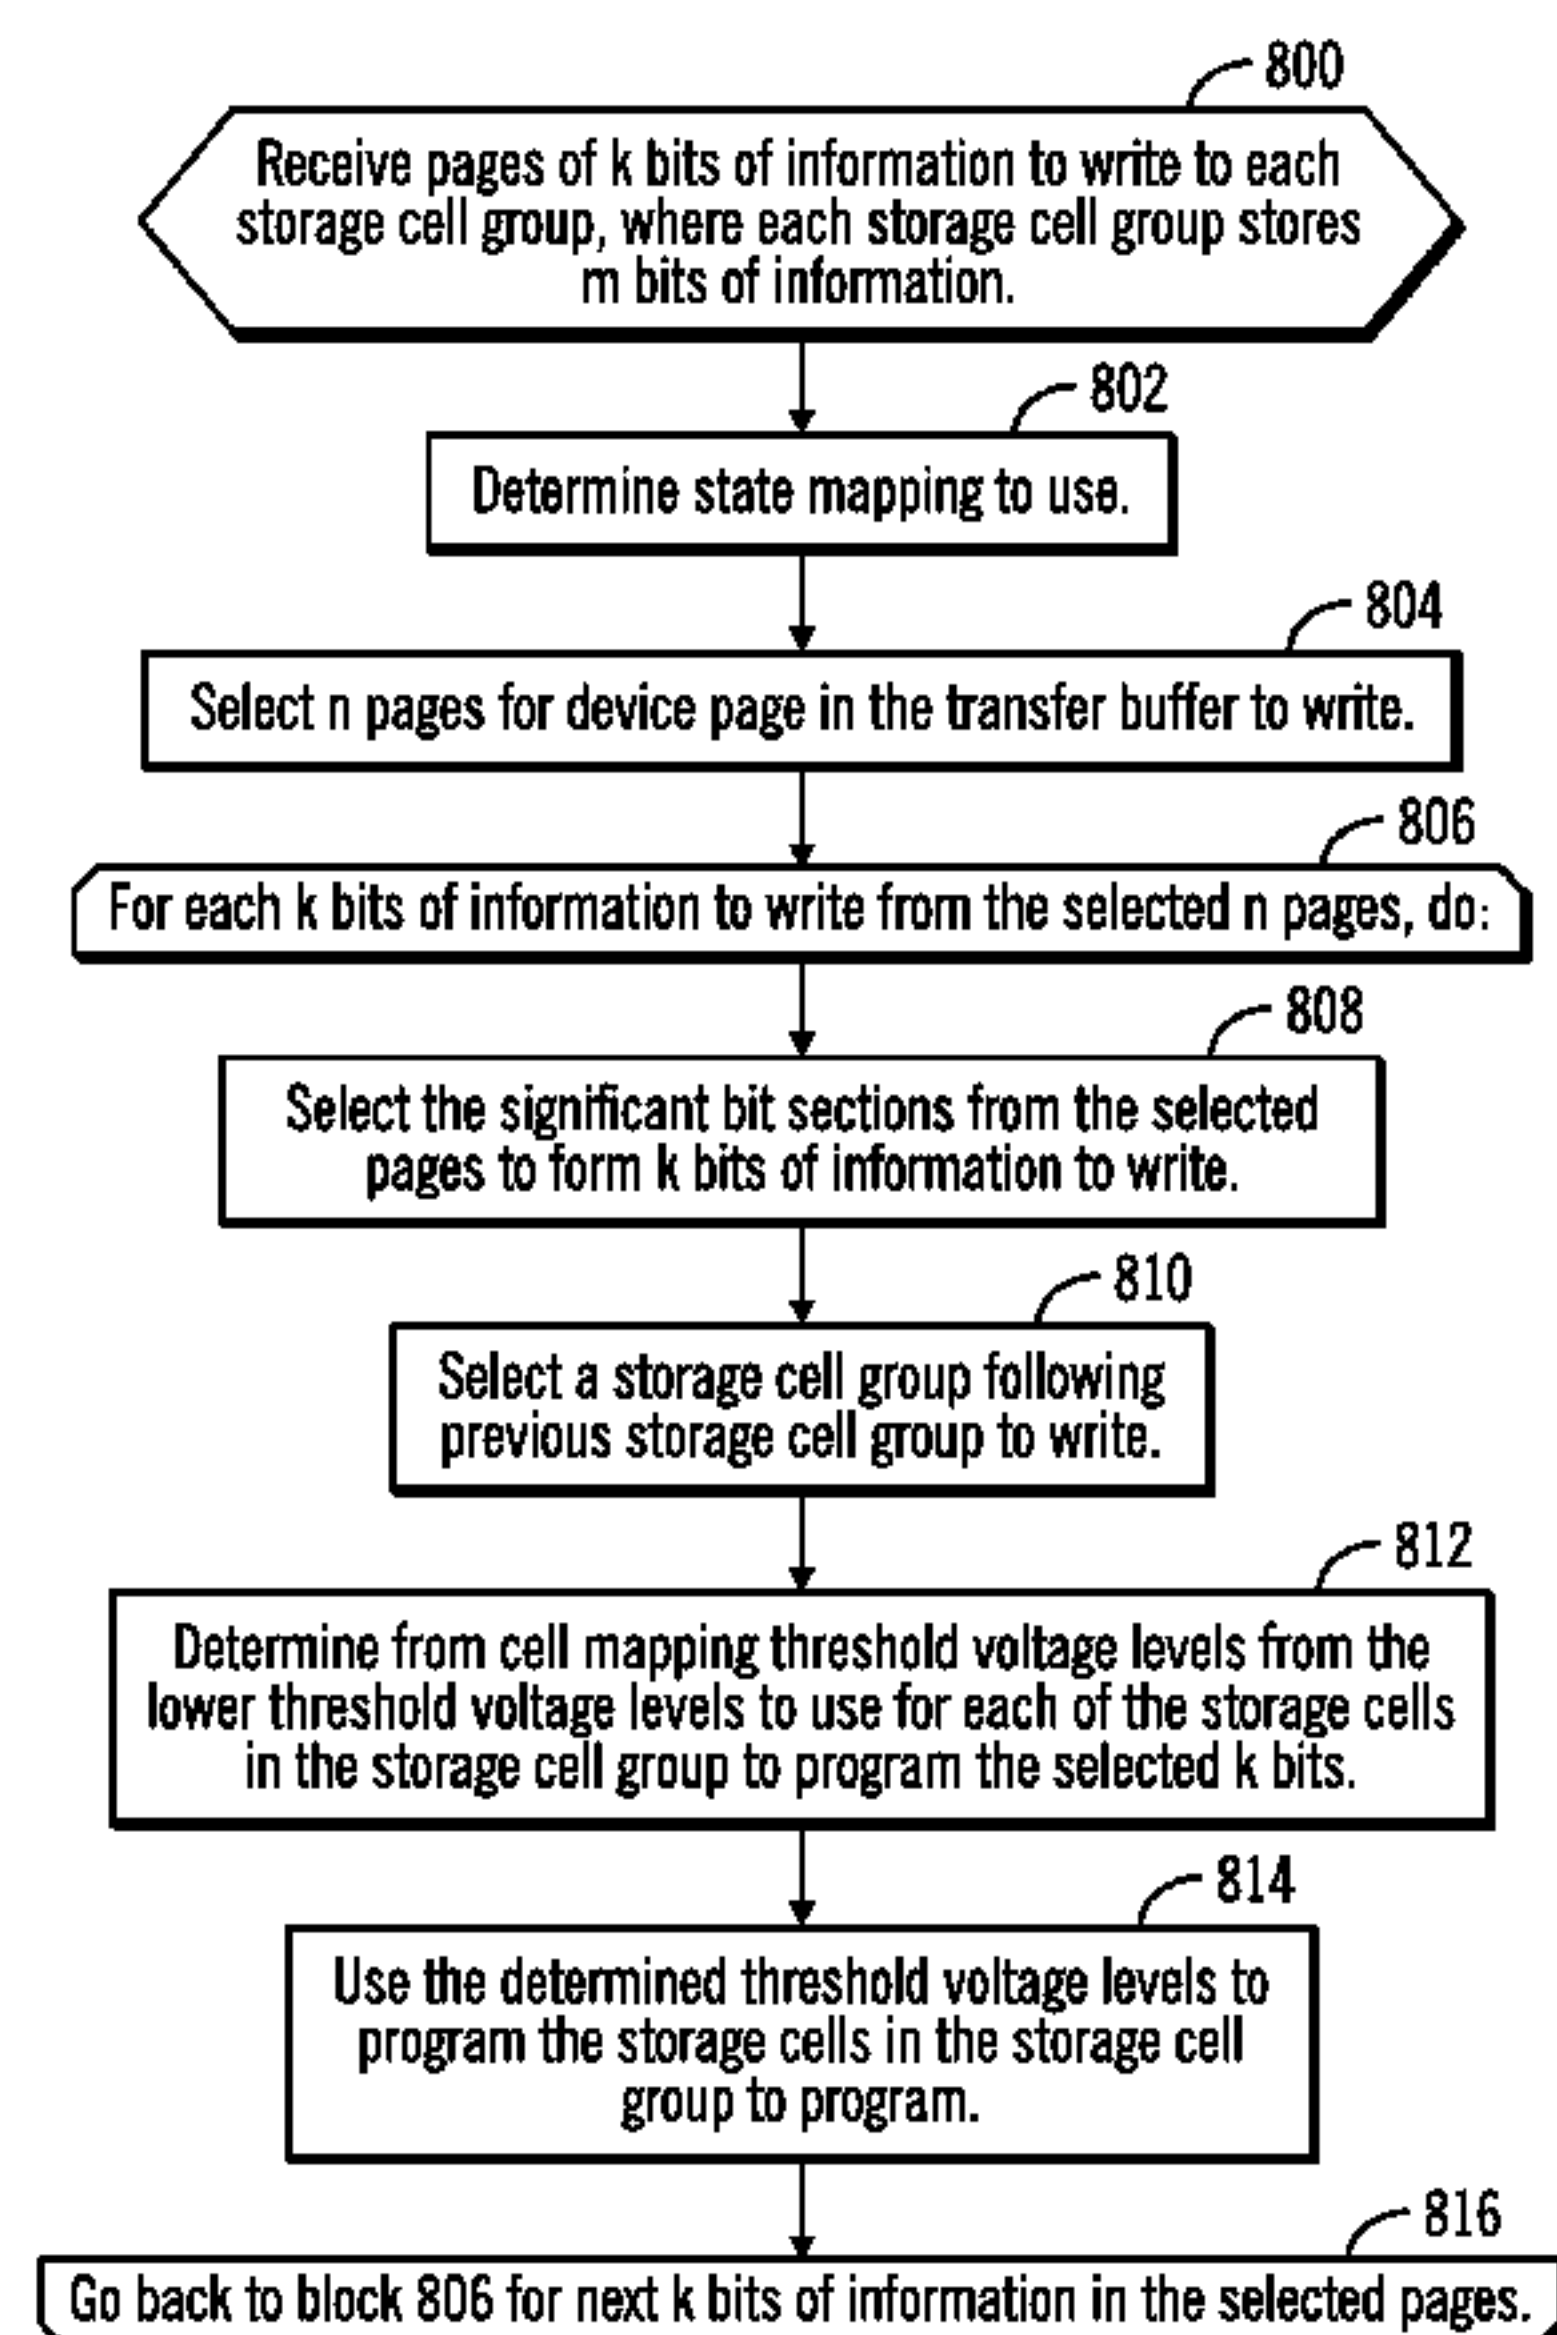 800
Receive pages of k bits of information to write to each
storage cell group, where each storage cell group stores
m bits of information.
802
Determine state mapping to use.
804
Select n pages for device page in the transfer buffer to write.
806
For each k bits of information to write from the selected n pages, do:
808
Select the significant bit sections from the selected
pages to form k bits of information to write.
810
Select a storage cell group following
previous storage cell group to write.
812
Determine from cell mapping threshold voltage levels from the
lower threshold voltage levels to use for each of the storage cells
in the storage cell group to program the selected k bits.
814
Use the determined threshold voltage levels to
program the storage cells in the storage cell
group to program.
816
Go back to block 806 for next k bits of information in the selected pages.